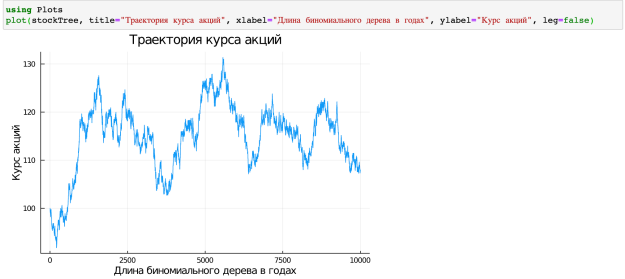 using Plots
plot(stockTree, title="Траектория курса акций", xlabel="Длина биномиального дерева в годах", ylabel="Курс акций", leg=false)
Траектория курса акций
Курс акций
130
120
110
100
0 2500 5000 7500 10000
Длина биномиального дерева в годах